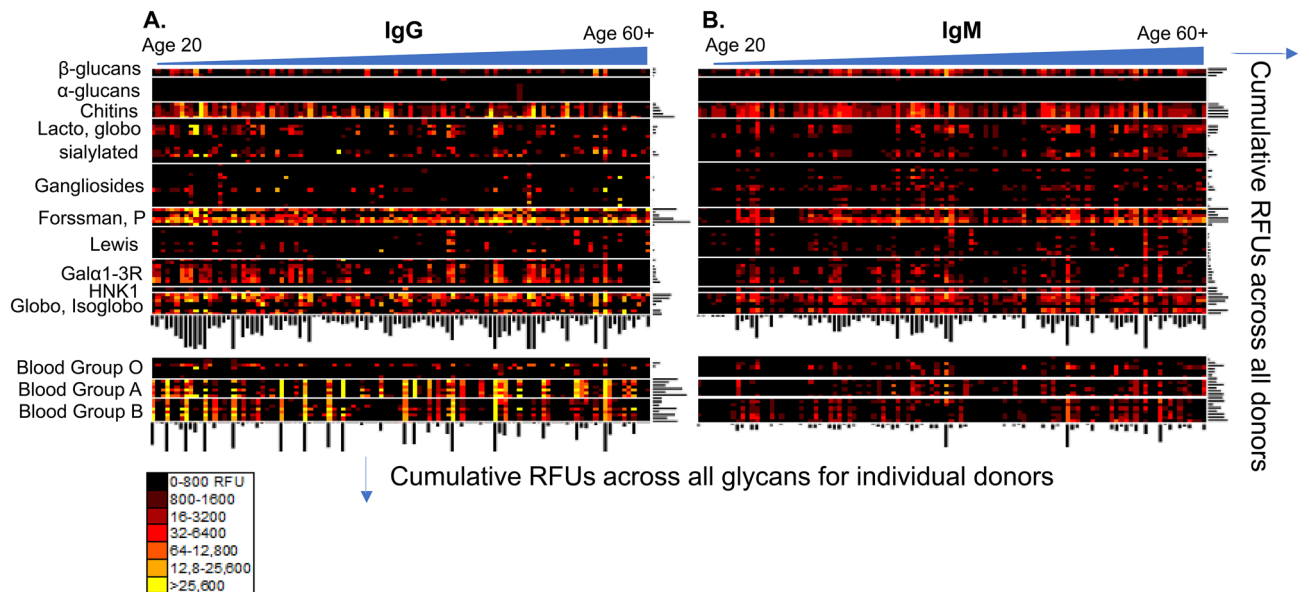 A.
IgG
Age 20
Age 60+
B.
IgM
Age 20
Age 60+
β-glucans
α-glucans
Chitins
Lacto, globo
sialylated
Gangliosides
Forssman, P
Lewis
Galα1-3R
HNK1
Globo, Isoglobo
Blood Group O
Blood Group A
Blood Group B
Cumulative RFUs across all donors
Cumulative RFUs across all glycans for individual donors
0-800 RFU
800-1600
16-3200
32-6400
64-12,800
12,8-25,600
>25,600